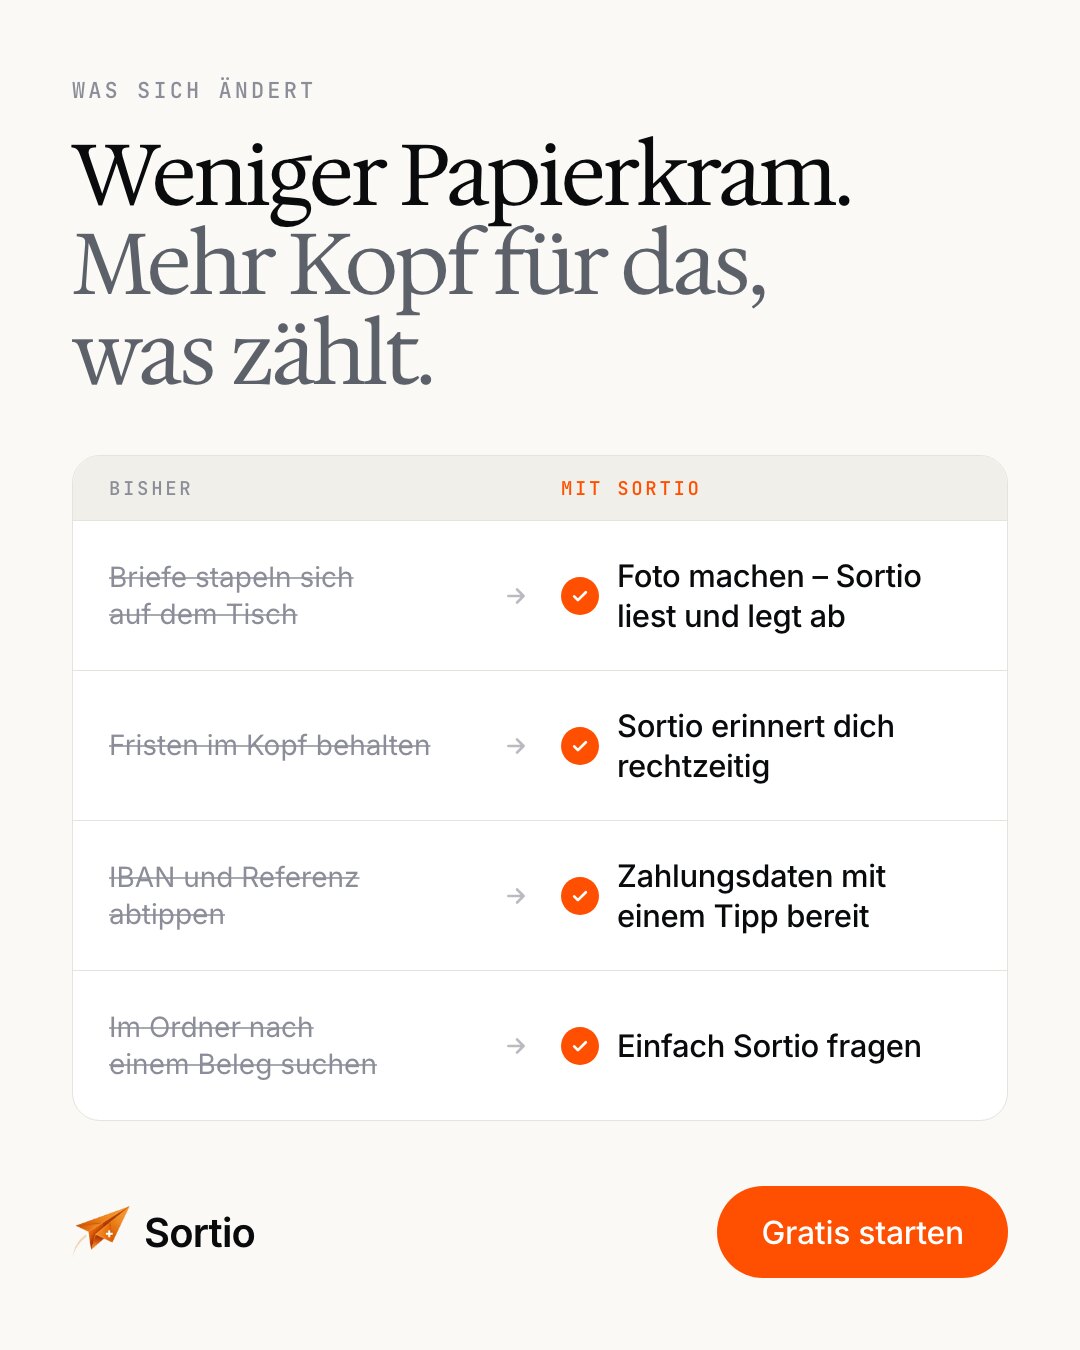 WAS SICH ÄNDERT
Weniger Papierkram.
Mehr Kopf für das,
was zählt.
BISHER
MIT SORTIO
Briefe stapeln sich
auf dem Tisch
Foto machen – Sortio
liest und legt ab
Fristen im Kopf behalten
Sortio erinnert dich
rechtzeitig
IBAN und Referenz
abtippen
Zahlungsdaten mit
einem Tipp bereit
Im Ordner nach
einem Beleg suchen
Einfach Sortio fragen
Sortio
Gratis starten